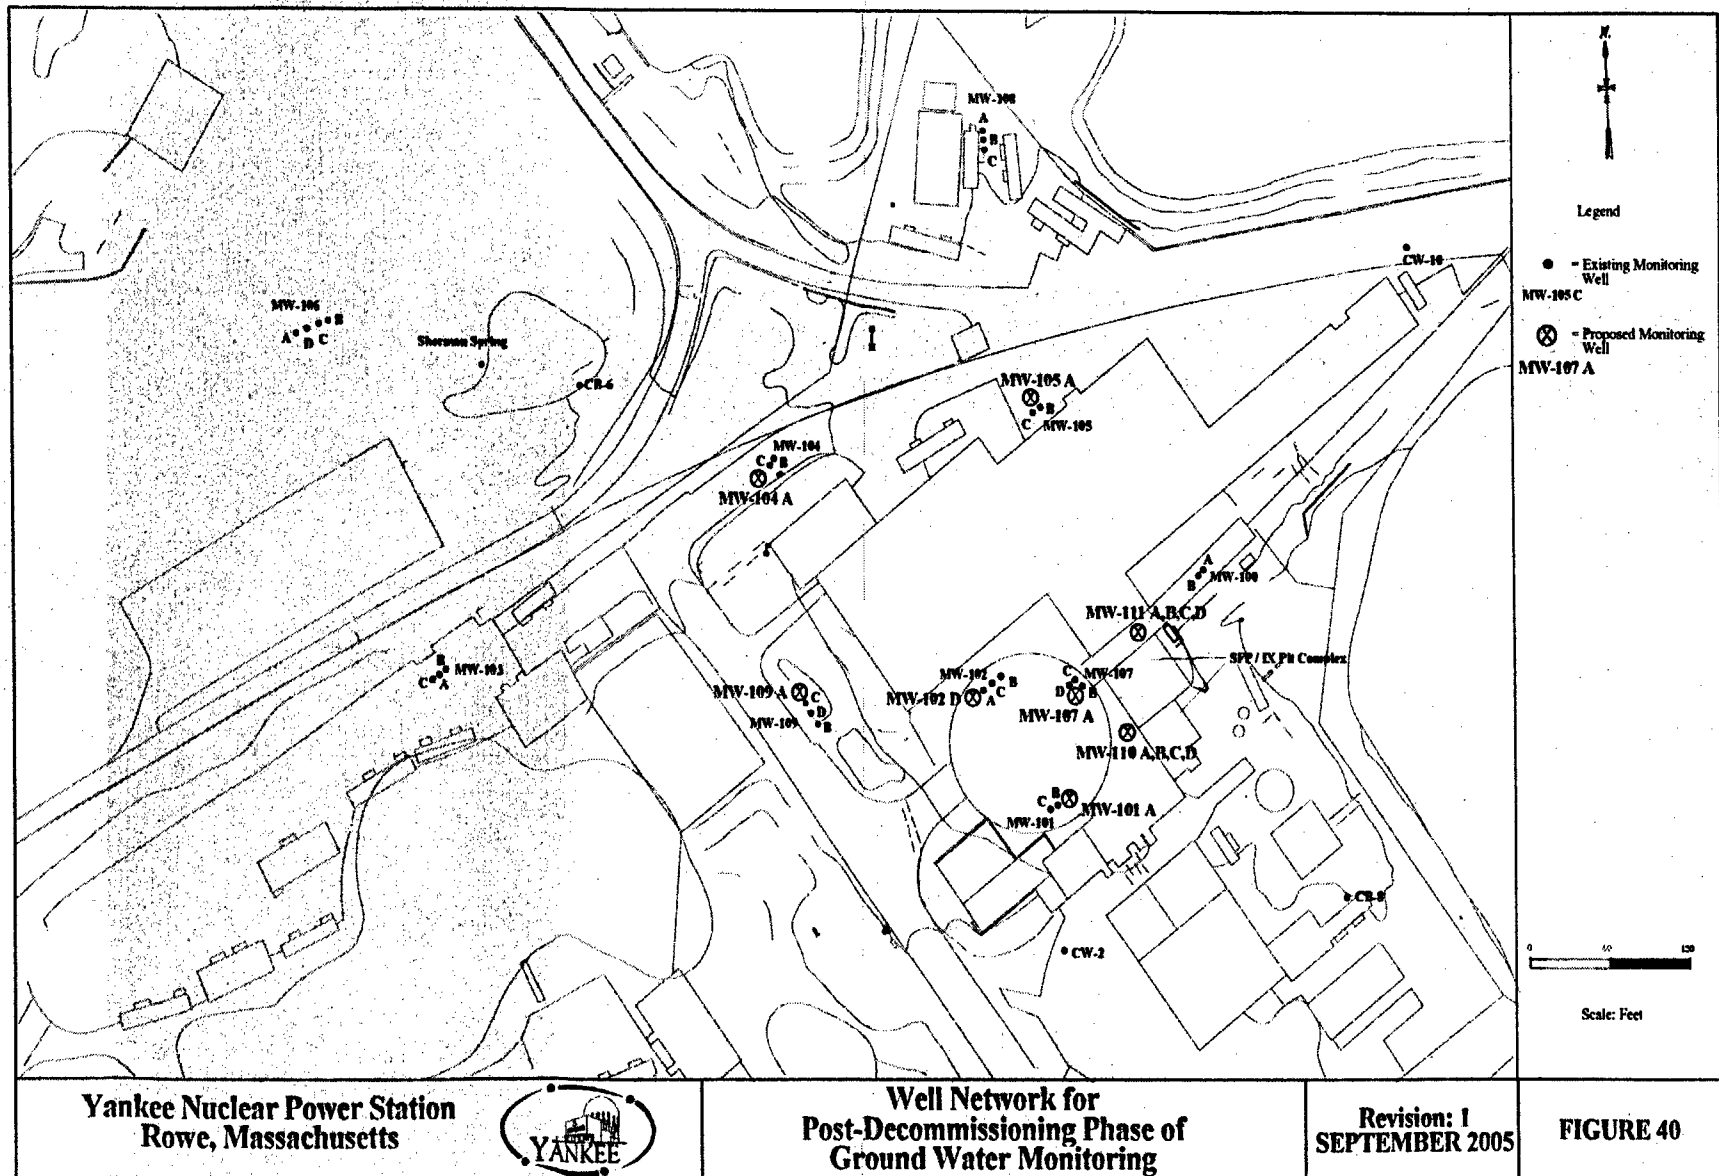 MW-108
A
B
C
N.
Legend
- Existing Monitoring
Well
MW-105 C
- Proposed Monitoring
Well
MW-107 A
CW-10
MW-106
B
A
D
C
Sherman Spring
CB-6
MW-105 A
B
C
MW-105
MW-104
C
B
MW-104 A
A
B
MW-100
MW-111 A,B,C,D
SFP / IX Pit Complex
B
MW-103
C
A
MW-102
B
C
MW-107
MW-109 A
C
MW-102 D
A
C
D
B
D
MW-107 A
MW-109
B
MW-110 A,B,C,D
B
C
MW-101 A
MW-101
CB-8
CW-2
0
60
120
Scale: Feet
Yankee Nuclear Power Station
Rowe, Massachusetts
YANKEE
Well Network for
Post-Decommissioning Phase of
Ground Water Monitoring
Revision: 1
SEPTEMBER 2005
FIGURE 40